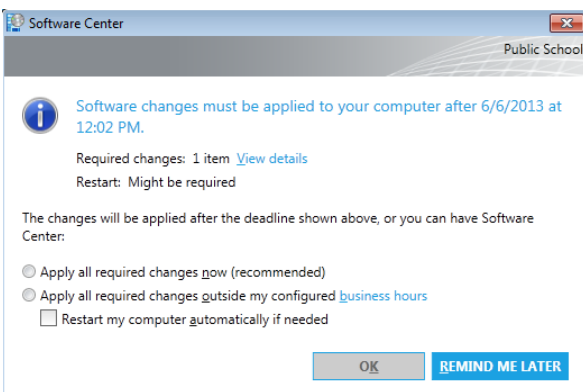 Software Center
Public School
Software changes must be applied to your computer after 6/6/2013 at
12:02 PM.
Required changes: 1 item View details
Restart: Might be required
The changes will be applied after the deadline shown above, or you can have Software
Center:
Apply all required changes now (recommended)
Apply all required changes outside my configured business hours
Restart my computer automatically if needed
OK REMIND ME LATER